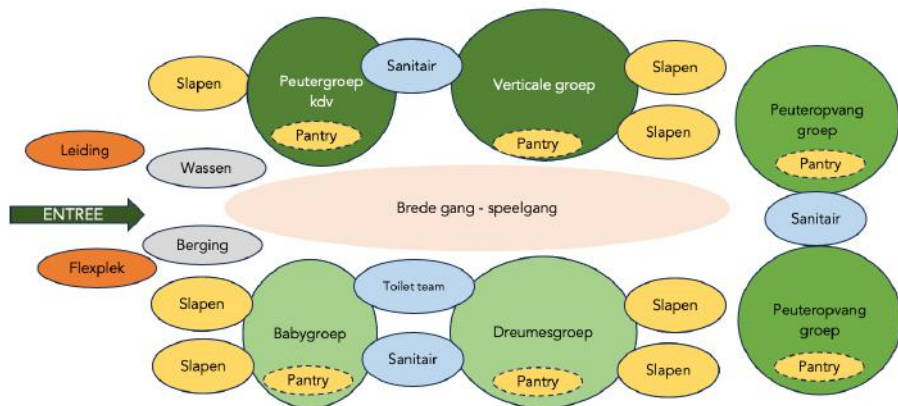 Slapen
Peutergroep
kdv
Pantry
Sanitair
Verticale groep
Pantry
Slapen
Slapen
Peuteropvang
groep
Pantry
Leiding
Wassen
ENTREE
Brede gang - speelgang
Sanitair
Berging
Flexplek
Slapen
Slapen
Babygroep
Pantry
Toilet team
Sanitair
Dreumesgroep
Pantry
Slapen
Slapen
Peuteropvang
groep
Pantry